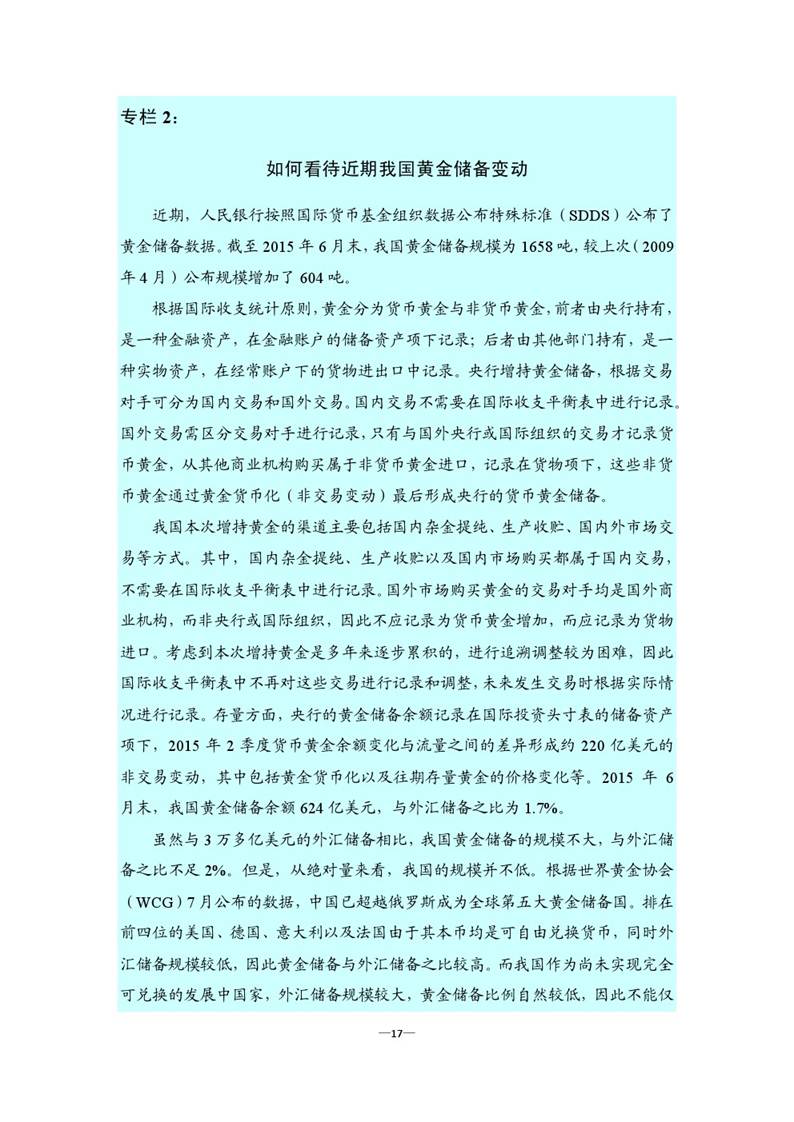 专栏 2：
如何看待近期我国黄金储备变动
近期，人民银行按照国际货币基金组织数据公布特殊标准（SDDS）公布了
黄金储备数据。截至 2015 年 6 月末，我国黄金储备规模为 1658 吨，较上次（2009
年 4 月）公布规模增加了 604 吨。
根据国际收支统计原则，黄金分为货币黄金与非货币黄金，前者由央行持有，
是一种金融资产，在金融账户的储备资产项下记录；后者由其他部门持有，是一
种实物资产，在经常账户下的货物进出口中记录。央行增持黄金储备，根据交易
对手可分为国内交易和国外交易。国内交易不需要在国际收支平衡表中进行记录。
国外交易需区分交易对手进行记录，只有与国外央行或国际组织的交易才记录货
币黄金，从其他商业机构购买属于非货币黄金进口，记录在货物项下，这些非货
币黄金通过黄金货币化（非交易变动）最后形成央行的货币黄金储备。
我国本次增持黄金的渠道主要包括国内杂金提纯、生产收贮、国内外市场交
易等方式。其中，国内杂金提纯、生产收贮以及国内市场购买都属于国内交易，
不需要在国际收支平衡表中进行记录。国外市场购买黄金的交易对手均是国外商
业机构，而非央行或国际组织，因此不应记录为货币黄金增加，而应记录为货物
进口。考虑到本次增持黄金是多年来逐步累积的，进行追溯调整较为困难，因此
国际收支平衡表中不再对这些交易进行记录和调整，未来发生交易时根据实际情
况进行记录。存量方面，央行的黄金储备余额记录在国际投资头寸表的储备资产
项下，2015 年 2 季度货币黄金余额变化与流量之间的差异形成约 220 亿美元的
非交易变动，其中包括黄金货币化以及往期存量黄金的价格变化等。2015 年 6
月末，我国黄金储备余额 624 亿美元，与外汇储备之比为 1.7%。
虽然与 3 万多亿美元的外汇储备相比，我国黄金储备的规模不大，与外汇储
备之比不足 2%。但是，从绝对量来看，我国的规模并不低。根据世界黄金协会
（WCG）7 月公布的数据，中国已超越俄罗斯成为全球第五大黄金储备国。排在
前四位的美国、德国、意大利以及法国由于其本币均是可自由兑换货币，同时外
汇储备规模较低，因此黄金储备与外汇储备之比较高。而我国作为尚未实现完全
可兑换的发展中国家，外汇储备规模较大，黄金储备比例自然较低，因此不能仅
—17—